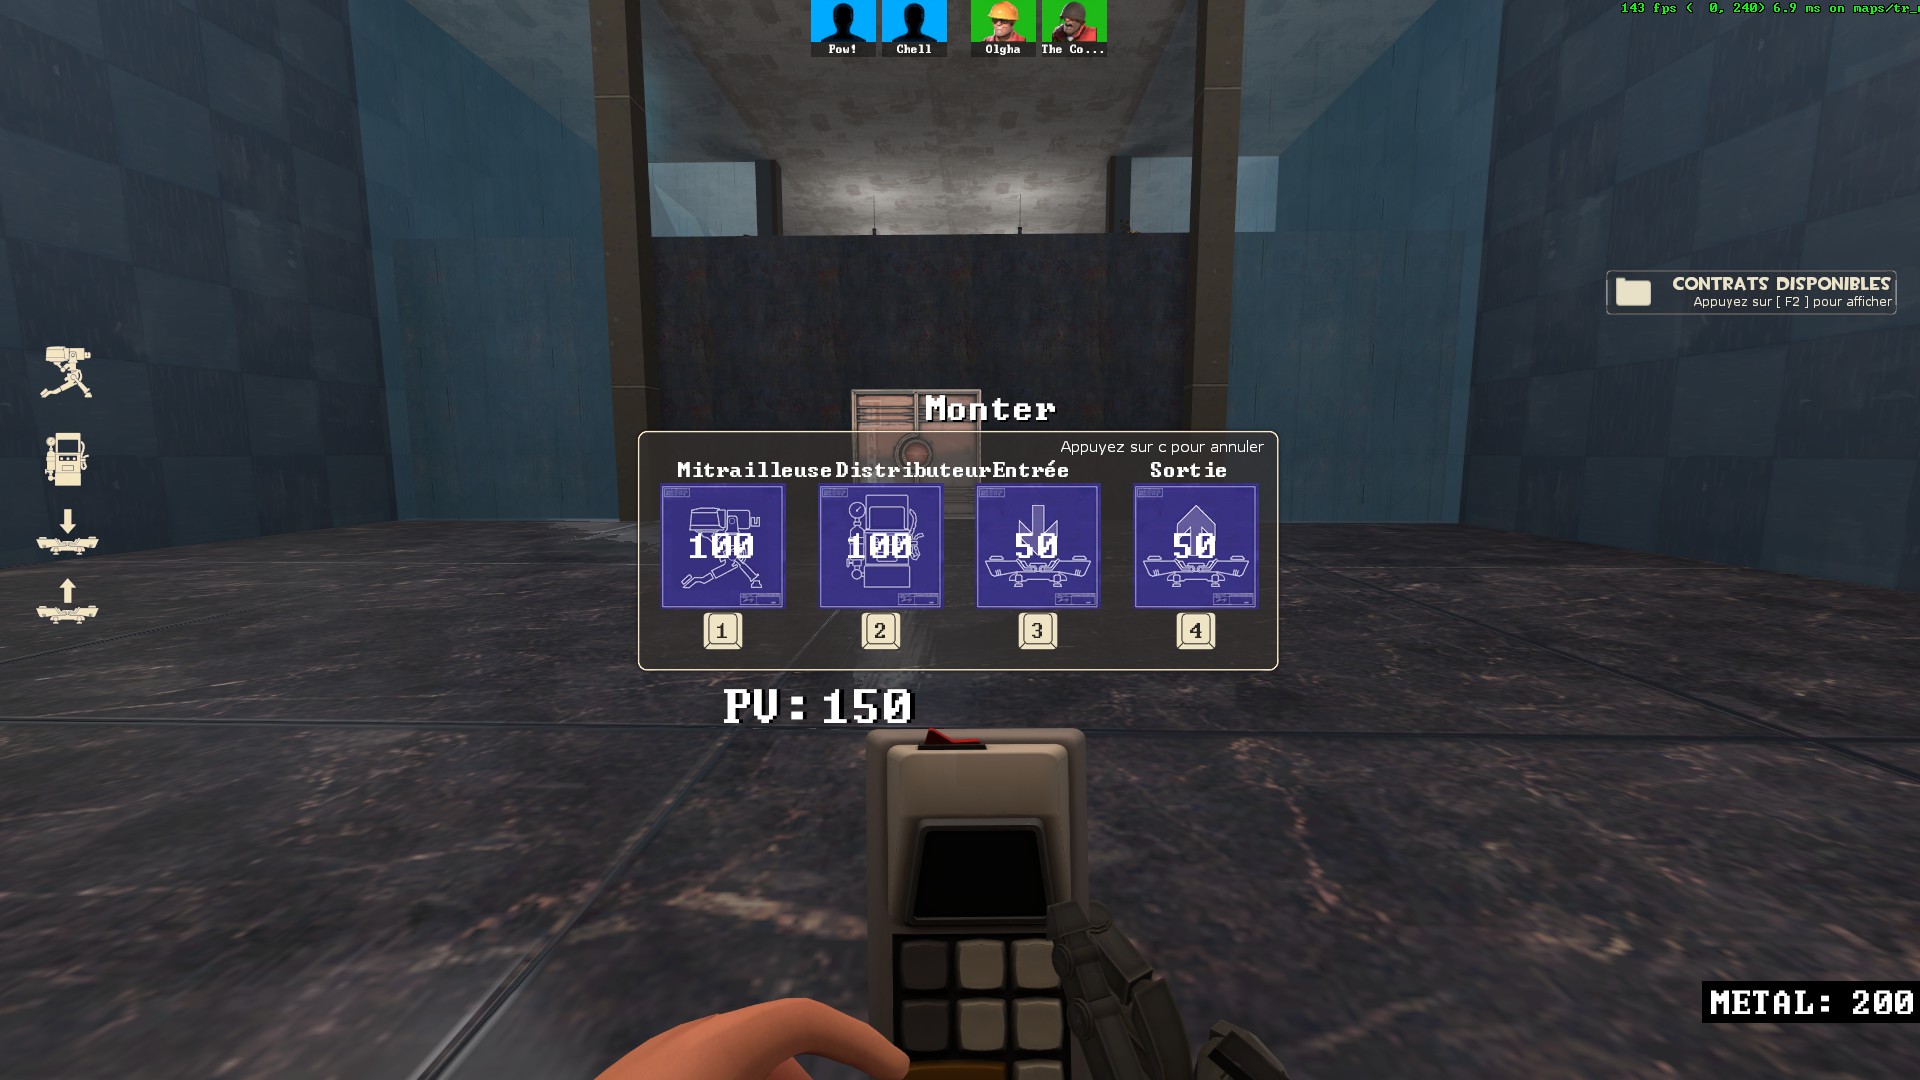 Pow! Chell Olgha The Co...
143 fps ( 0, 240) 6.9 ms on maps/tr_
CONTRATS DISPONIBLES
Appuyez sur [ F2 ] pour afficher
Monter
Appuyez sur c pour annuler
Mitrailleuse Distributeur Entrée Sortie
100 100 50 50
1 2 3 4
PV: 150
METAL: 200